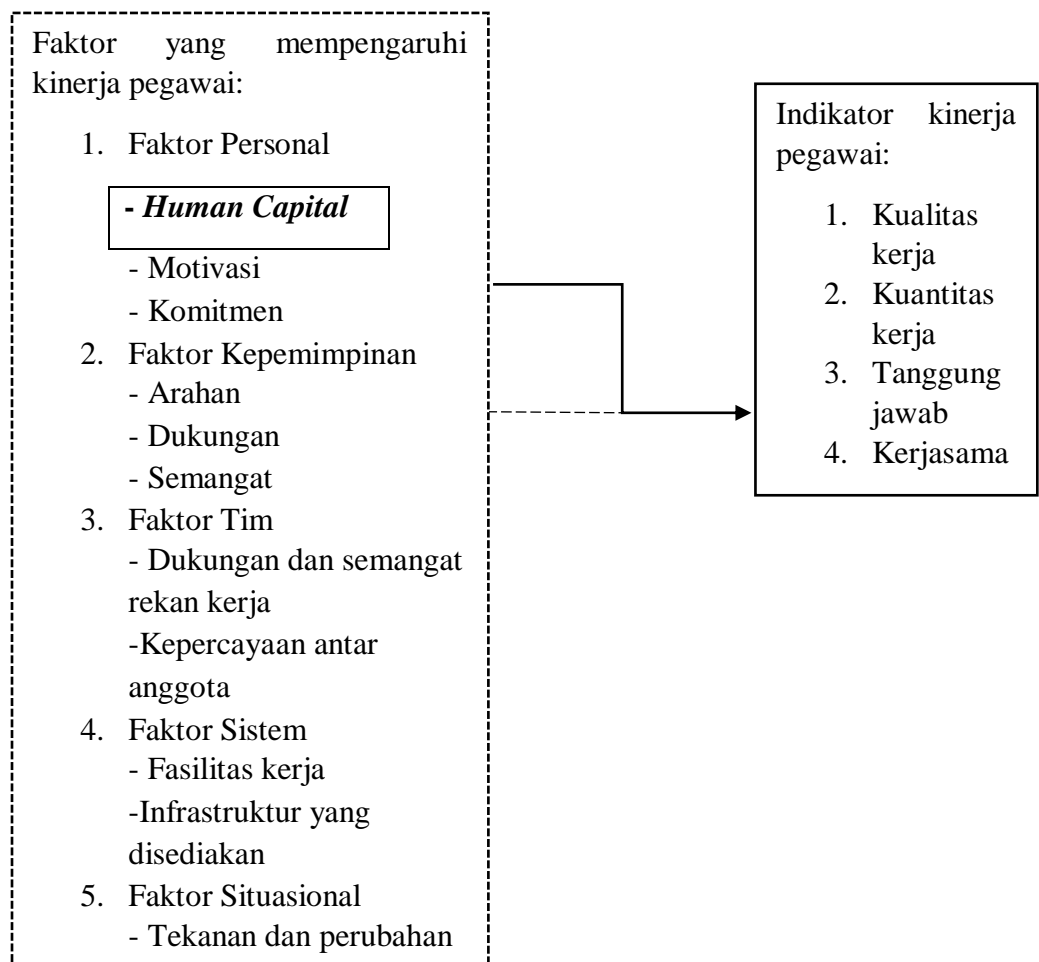 Faktor yang mempengaruhi
kinerja pegawai:
1. Faktor Personal
- Human Capital
- Motivasi
- Komitmen
2. Faktor Kepemimpinan
- Arahan
- Dukungan
- Semangat
3. Faktor Tim
- Dukungan dan semangat
rekan kerja
-Kepercayaan antar
anggota
4. Faktor Sistem
- Fasilitas kerja
-Infrastruktur yang
disediakan
5. Faktor Situasional
- Tekanan dan perubahan
Indikator kinerja
pegawai:
1. Kualitas
kerja
2. Kuantitas
kerja
3. Tanggung
jawab
4. Kerjasama